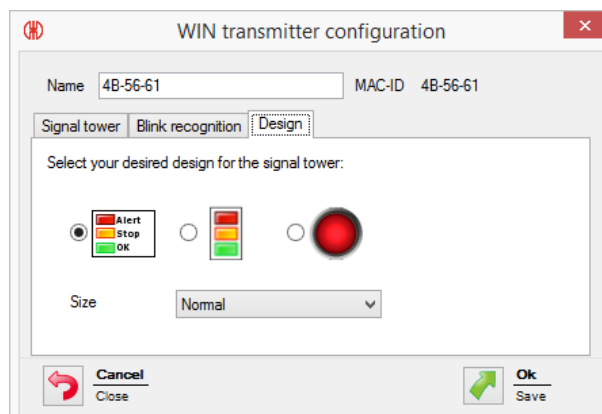 WIN transmitter configuration
Name 4B-56-61 MAC-ID 4B-56-61
Signal tower Blink recognition Design
Select your desired design for the signal tower:
Alert
Stop
OK
Size Normal
Cancel Ok
Close Save